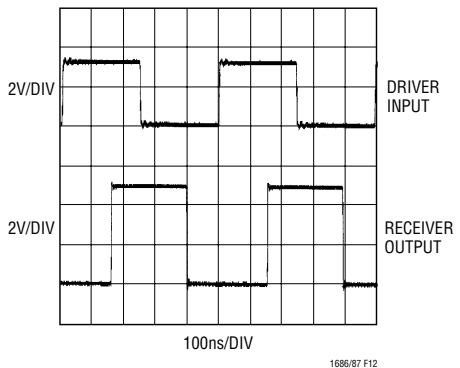 2V/DIV
DRIVER
INPUT
2V/DIV
RECEIVER
OUTPUT
100ns/DIV
1686/87 F12